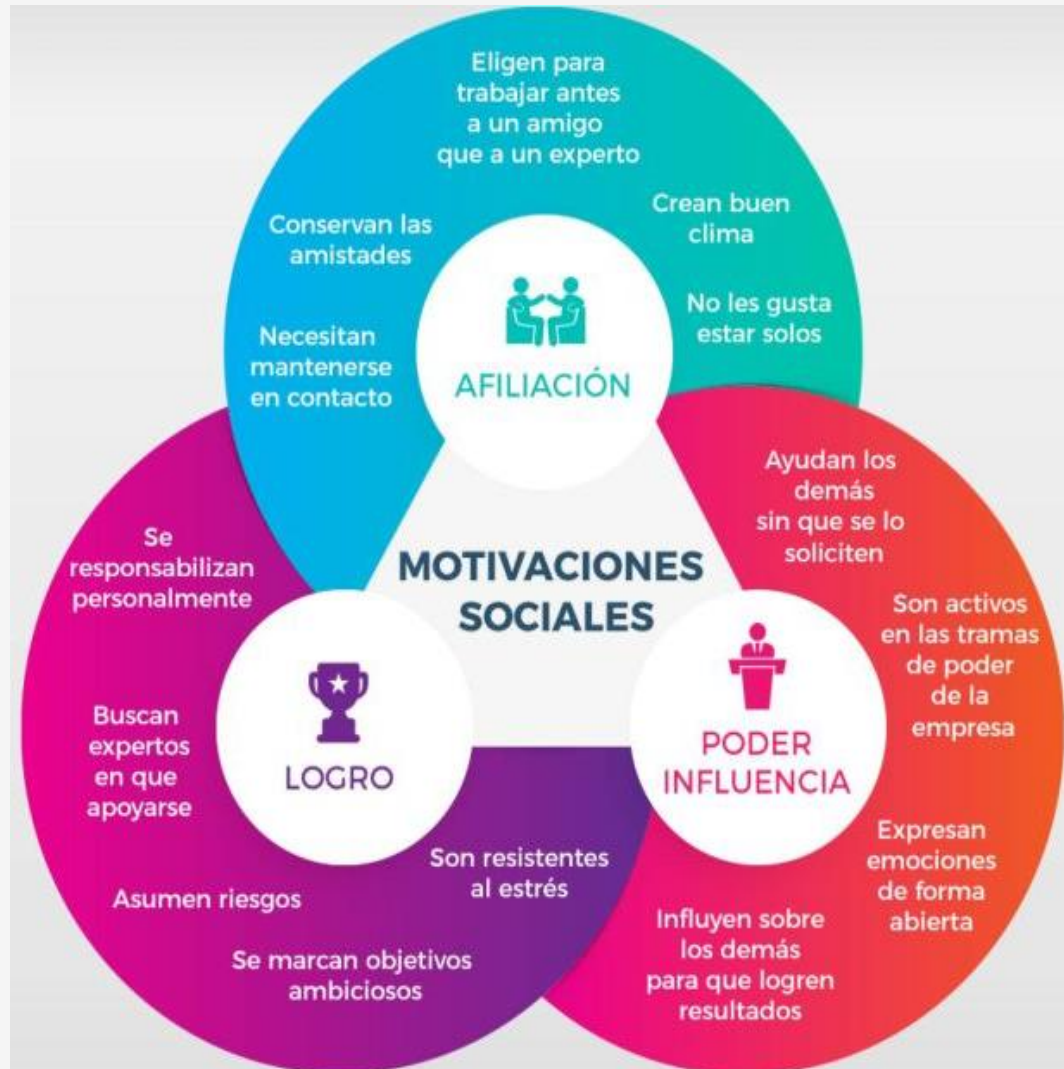 Eligen para
trabajar antes
a un amigo
que a un experto
Conservan las
amistades
Crean buen
clima
Necesitan
mantenerse
en contacto
No les gusta
estar solos
AFILIACIÓN
MOTIVACIONES
SOCIALES
Se
responsabilizan
personalmente
Buscan
expertos
en que
apoyarse
LOGRO
Asumen riesgos
Son resistentes
al estrés
Se marcan objetivos
ambiciosos
Ayudan los
demás
sin que se lo
soliciten
Son activos
en las tramas
de poder
de la
empresa
PODER
INFLUENCIA
Expresan
emociones
de forma
abierta
Influyen sobre
los demás
para que logren
resultados